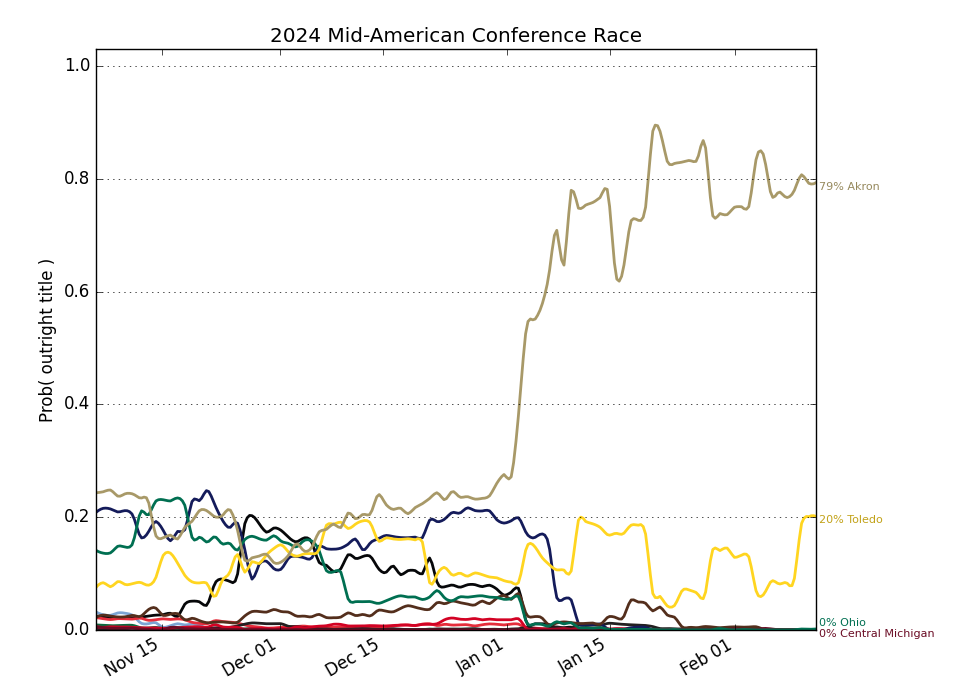 2024 Mid-American Conference Race
Prob( outright title )
1.0
0.8
0.6
0.4
0.2
0.0
79% Akron
20% Toledo
0% Ohio
0% Central Michigan
Nov 15
Dec 01
Dec 15
Jan 01
Jan 15
Feb 01